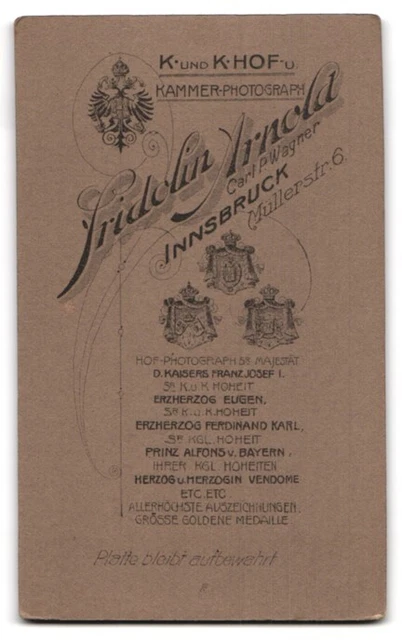 K. UND K. HOF- U.
KAMMER-PHOTOGRAPH
Fridolin Arnold
Carl P. Wagner
INNSBRUCK
Müllerstr. 6.
HOF-PHOTOGRAPH SR. MAJESTÄT
D. KAISERS FRANZ JOSEF I.
SR. K. u. K. HOHEIT
ERZHERZOG EUGEN,
SR. K. u. K. HOHEIT
ERZHERZOG FERDINAND KARL,
SR. KGL. HOHEIT
PRINZ ALFONS v. BAYERN,
IHRER KGL. HOHEITEN
HERZOG u. HERZOGIN VENDOME
ETC. ETC.
ALLERHÖCHSTE AUSZEICHNUNGEN.
GRÖSSE GOLDENE MEDAILLE.
Platte bleibt aufbewahrt